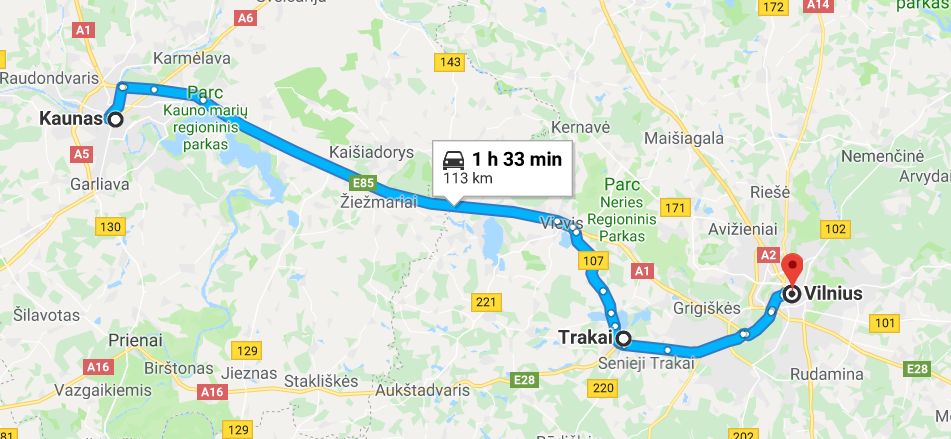 172
A14
parkas
A6
A1
Karmėlava
143
Raudondvaris
Parc
Kauno marių
regioninis
parkas
Kaunas
Kernavė
Maišiagala
A5
Kaišiadorys
1 h 33 min
113 km
Nemenčinė
Garliava
E85
Parc
Neries
Regioninis
Parkas
Riešė
Arvydai
Žiežmariai
171
130
Vievis
Avižieniai
102
107
A1
A2
Vilnius
221
Grigiškės
Šilavotas
Trakai
101
Prienai
129
Senieji Trakai
A16
Birštonas
Jieznas
Stakliškės
E28
E28
Rudamina
Vazgaikiemis
A16
Aukštadvaris
220
129
202
81